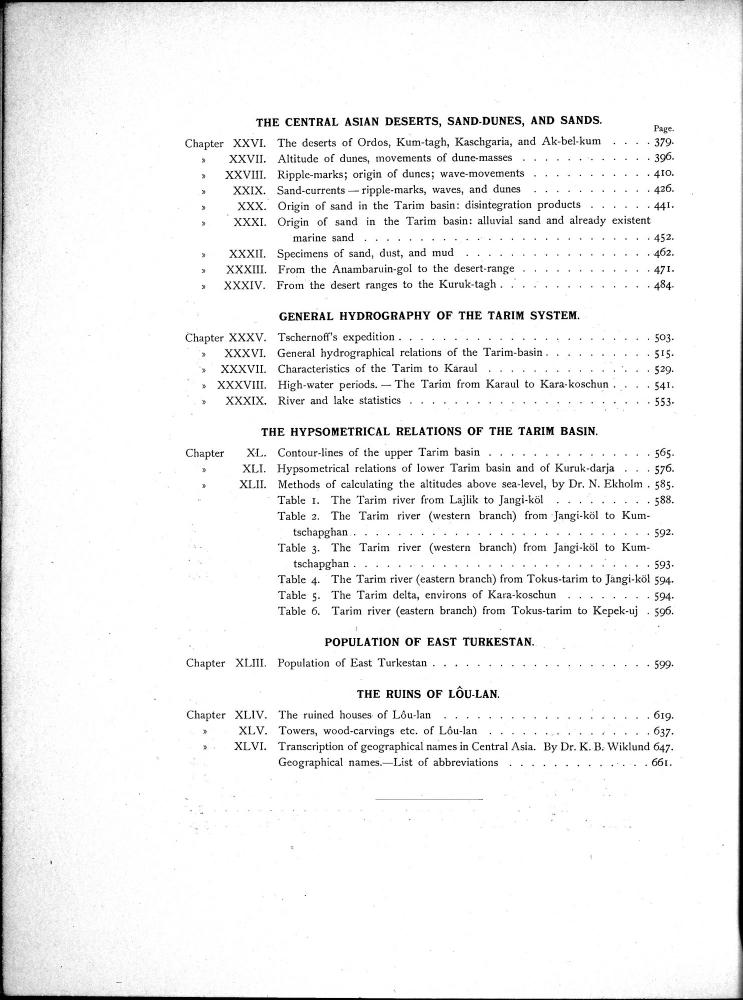 THE CENTRAL ASIAN DESERTS, SAND-DUNES, AND SANDS.
Page.
Chapter XXVI. The deserts of Ordos, Kum-tagh, Kaschgaria, and Ak-bel-kum . . . . 379.
» XXVII. Altitude of dunes, movements of dune-masses . . . . . . . . . . . . 396.
» XXVIII. Ripple-marks; origin of dunes; wave-movements . . . . . . . . . . . 410.
» XXIX. Sand-currents — ripple-marks, waves, and dunes . . . . . . . . . . . 426.
» XXX. Origin of sand in the Tarim basin: disintegration products . . . . . . 441.
» XXXI. Origin of sand in the Tarim basin: alluvial sand and already existent
marine sand . . . . . . . . . . . . . . . . . . . . . . . . . . . 452.
» XXXII. Specimens of sand, dust, and mud . . . . . . . . . . . . . . . . . 462.
» XXXIII. From the Anambaruin-gol to the desert-range . . . . . . . . . . . . 471.
» XXXIV. From the desert ranges to the Kuruk-tagh . . . . . . . . . . . . . . 484.
GENERAL HYDROGRAPHY OF THE TARIM SYSTEM.
Chapter XXXV. Tschernoff's expedition . . . . . . . . . . . . . . . . . . . . . . . . 503.
» XXXVI. General hydrographical relations of the Tarim-basin . . . . . . . . . . 515.
» XXXVII. Characteristics of the Tarim to Karaul . . . . . . . . . . . . . . . 529.
» XXXVIII. High-water periods. — The Tarim from Karaul to Kara-koschun . . . . 541.
» XXXIX. River and lake statistics . . . . . . . . . . . . . . . . . . . . . . . 553.
THE HYPSOMETRICAL RELATIONS OF THE TARIM BASIN.
Chapter XL. Contour-lines of the upper Tarim basin . . . . . . . . . . . . . . . 565.
» XLI. Hypsometrical relations of lower Tarim basin and of Kuruk-darja . . . 576.
» XLII. Methods of calculating the altitudes above sea-level, by Dr. N. Ekholm . 585.
Table 1. The Tarim river from Lajlik to Jangi-köl . . . . . . . . . 588.
Table 2. The Tarim river (western branch) from Jangi-köl to Kum-
tschapghan . . . . . . . . . . . . . . . . . . . . . . . . . . . . 592.
Table 3. The Tarim river (western branch) from Jangi-köl to Kum-
tschapghan . . . . . . . . . . . . . . . . . . . . . . . . . . . . 593.
Table 4. The Tarim river (eastern branch) from Tokus-tarim to Jangi-köl 594.
Table 5. The Tarim delta, environs of Kara-koschun . . . . . . . . 594.
Table 6. Tarim river (eastern branch) from Tokus-tarim to Kepek-uj . 596.
POPULATION OF EAST TURKESTAN.
Chapter XLIII. Population of East Turkestan . . . . . . . . . . . . . . . . . . . . . 599.
THE RUINS OF LÔU-LAN.
Chapter XLIV. The ruined houses of Lôu-lan . . . . . . . . . . . . . . . . . . . 619.
» XLV. Towers, wood-carvings etc. of Lôu-lan . . . . . . . . . . . . . . . 637.
» XLVI. Transcription of geographical names in Central Asia. By Dr. K. B. Wiklund 647.
Geographical names.—List of abbreviations . . . . . . . . . . . . . 661.